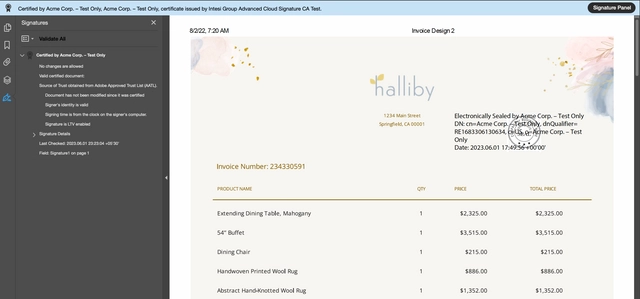 Certified by Acme Corp. – Test Only, Acme Corp. – Test Only, certificate issued by Intesi Group Advanced Cloud Signature CA Test.
Signature Panel
Signatures
Validate All
Certified by Acme Corp. – Test Only
No changes are allowed
Valid certified document
Source of Trust obtained from Adobe Approved Trust List (AATL).
Document has not been modified since it was certified
Signer's identity is valid
Signing time is from the clock on the signer's computer.
Signature is LTV enabled
Signature Details
Last Checked: 2023.06.01 20:23:04 +03'30'
Field: Signature1 on page 1
8/2/22, 7:20 AM
Invoice Design 2
halliby
1234 Main Street
Springfield, CA 00001
Electronically Sealed by Acme Corp. – Test Only
DN: cn=Acme Corp. – Test Only, dnQualifier=
RE1683306130634, c=US, o=Acme Corp. – Test
Only
Date: 2023.06.01 17:49:56 +00'00'
Invoice Number: 234330591
PRODUCT NAME QTY PRICE TOTAL PRICE
Extending Dining Table, Mahogany 1 $2,325.00 $2,325.00
54" Buffet 1 $3,515.00 $3,515.00
Dining Chair 1 $215.00 $215.00
Handwoven Printed Wool Rug 1 $886.00 $886.00
Abstract Hand-Knotted Wool Rug 1 $1,352.00 $1,352.00